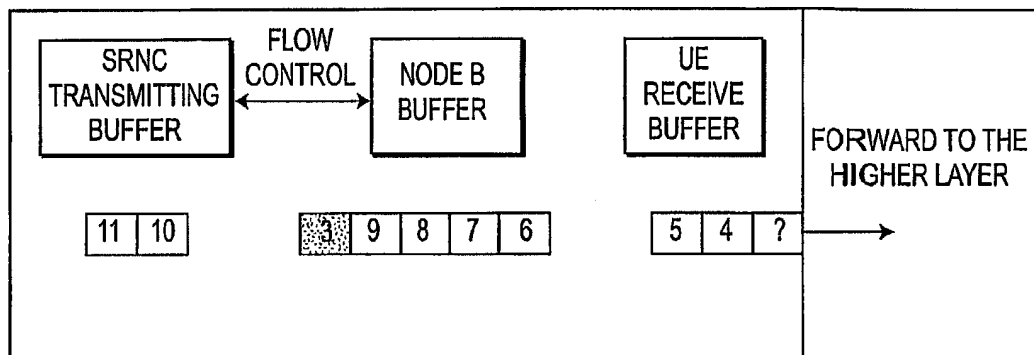 SRNC
TRANSMITTING
BUFFER
FLOW
CONTROL
NODE B
BUFFER
UE
RECEIVE
BUFFER
FORWARD TO THE
HIGHER LAYER
11 10
3 9 8 7 6
5 4 ?